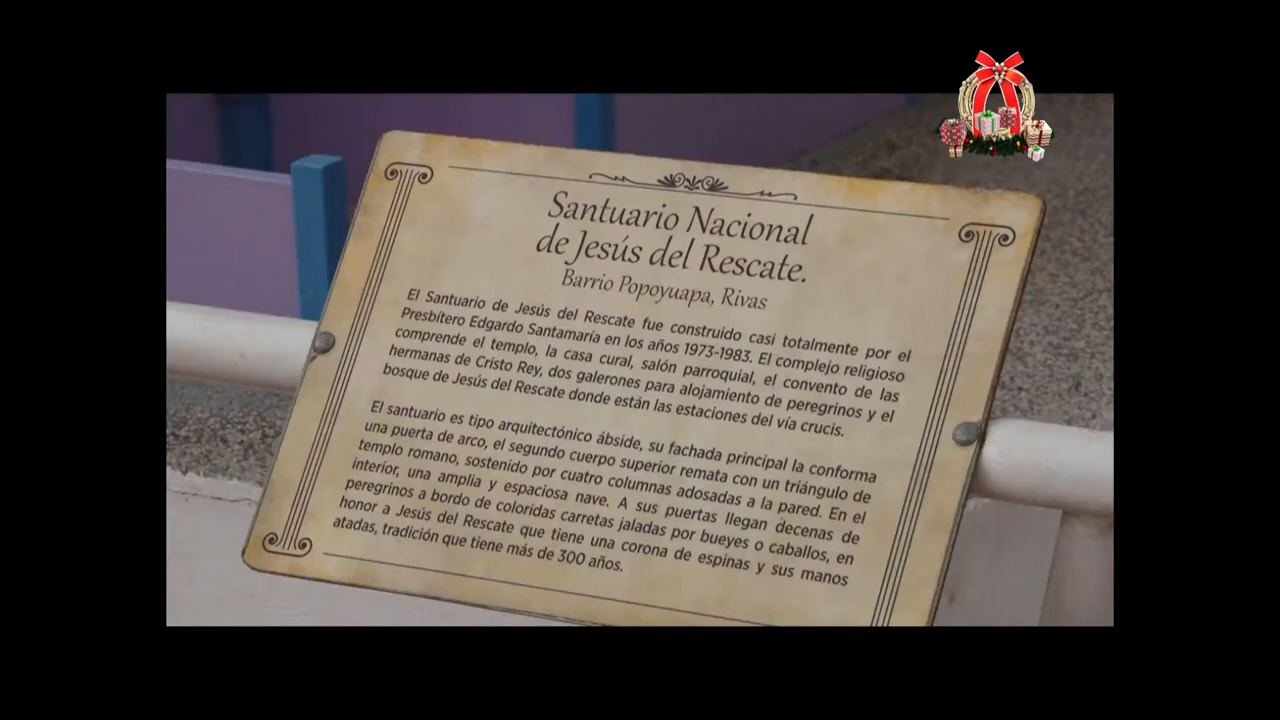 Santuario Nacional
de Jesús del Rescate.
Barrio Popoyuapa, Rivas
El Santuario de Jesús del Rescate fue construido casi totalmente por el
Presbítero Edgardo Santamaría en los años 1973-1983. El complejo religioso
comprende el templo, la casa cural, salón parroquial, el convento de las
hermanas de Cristo Rey, dos galerones para alojamiento de peregrinos y el
bosque de Jesús del Rescate donde están las estaciones del vía crucis.
El santuario es tipo arquitectónico ábside, su fachada principal la conforma
una puerta de arco, el segundo cuerpo superior remata con un triángulo de
templo romano, sostenido por cuatro columnas adosadas a la pared. En el
interior, una amplia y espaciosa nave. A sus puertas llegan decenas de
peregrinos a bordo de coloridas carretas jaladas por bueyes o caballos, en
honor a Jesús del Rescate que tiene una corona de espinas y sus manos
atadas, tradición que tiene más de 300 años.